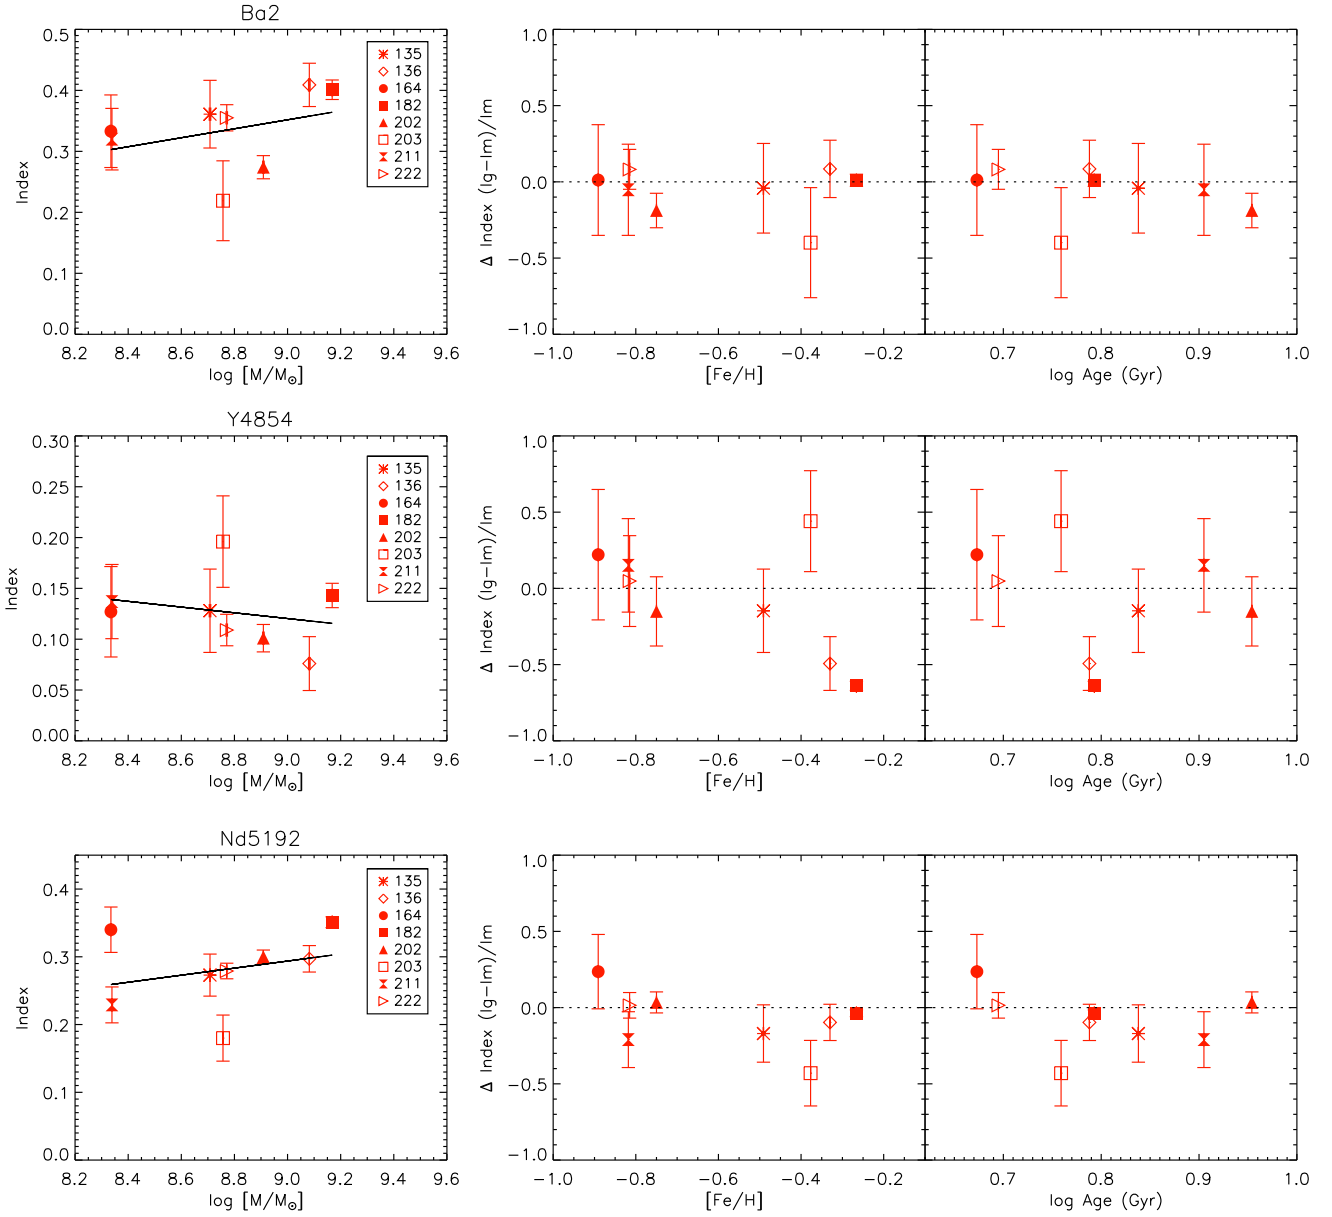 Ba2
0.5
0.4
0.3
0.2
0.1
0.0
Index
8.2 8.4 8.6 8.8 9.0 9.2 9.4 9.6
log [M/M☉]
135
136
164
182
202
203
211
222
1.0
0.5
0.0
−0.5
−1.0
Δ Index (Ig−Im)/Im
−1.0 −0.8 −0.6 −0.4 −0.2
[Fe/H]
0.7 0.8 0.9 1.0
log Age (Gyr)
Y4854
0.30
0.25
0.20
0.15
0.10
0.05
0.00
Index
8.2 8.4 8.6 8.8 9.0 9.2 9.4 9.6
log [M/M☉]
135
136
164
182
202
203
211
222
1.0
0.5
0.0
−0.5
−1.0
Δ Index (Ig−Im)/Im
−1.0 −0.8 −0.6 −0.4 −0.2
[Fe/H]
0.7 0.8 0.9 1.0
log Age (Gyr)
Nd5192
0.4
0.3
0.2
0.1
0.0
Index
8.2 8.4 8.6 8.8 9.0 9.2 9.4 9.6
log [M/M☉]
135
136
164
182
202
203
211
222
1.0
0.5
0.0
−0.5
−1.0
Δ Index (Ig−Im)/Im
−1.0 −0.8 −0.6 −0.4 −0.2
[Fe/H]
0.7 0.8 0.9 1.0
log Age (Gyr)